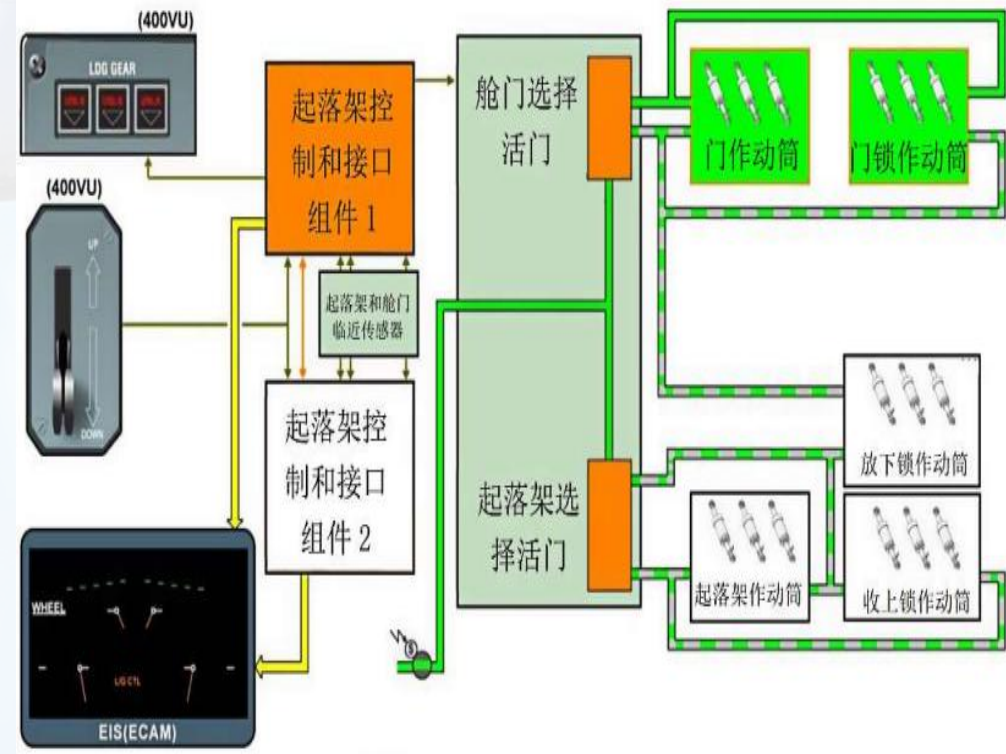 (400VU)
LDG GEAR
(400VU)
UP
DOWN
起落架控
制和接口
组件 1
起落架和舱门
临近传感器
起落架控
制和接口
组件 2
WHEEL
L/G CTL
EIS(ECAM)
舱门选择
活门
起落架选
择活门
门作动筒
门锁作动筒
放下锁作动筒
起落架作动筒
收上锁作动筒